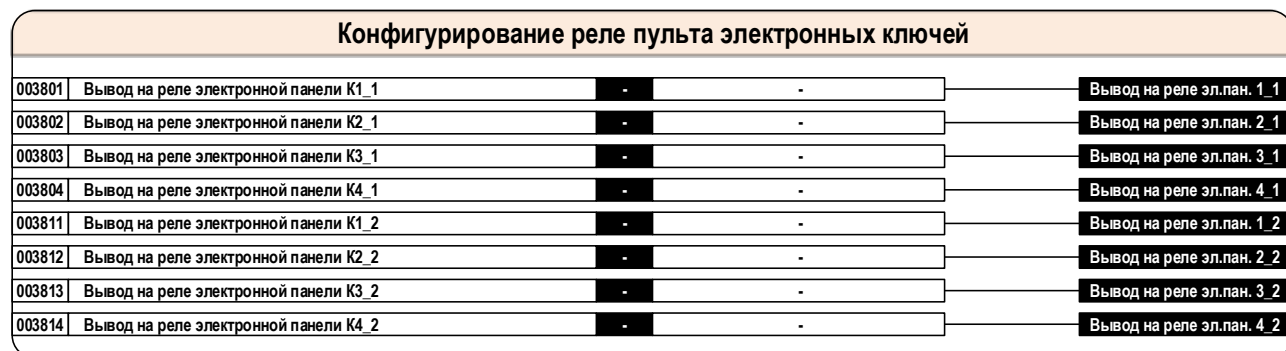 Конфигурирование реле пульта электронных ключей
003801 Вывод на реле электронной панели К1_1 - - Вывод на реле эл.пан. 1_1
003802 Вывод на реле электронной панели К2_1 - - Вывод на реле эл.пан. 2_1
003803 Вывод на реле электронной панели К3_1 - - Вывод на реле эл.пан. 3_1
003804 Вывод на реле электронной панели К4_1 - - Вывод на реле эл.пан. 4_1
003811 Вывод на реле электронной панели К1_2 - - Вывод на реле эл.пан. 1_2
003812 Вывод на реле электронной панели К2_2 - - Вывод на реле эл.пан. 2_2
003813 Вывод на реле электронной панели К3_2 - - Вывод на реле эл.пан. 3_2
003814 Вывод на реле электронной панели К4_2 - - Вывод на реле эл.пан. 4_2